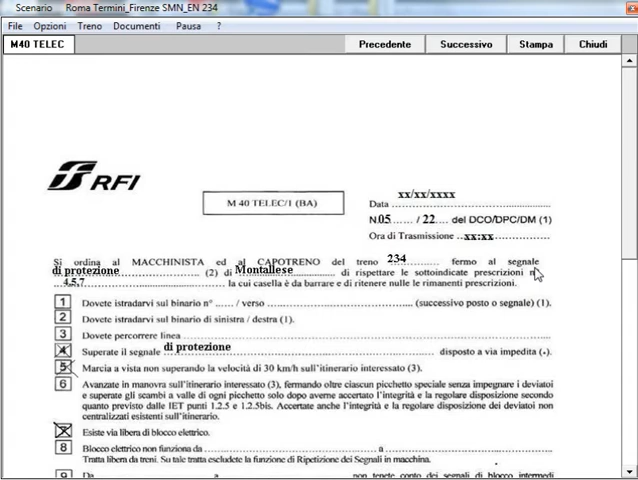 Scenario Roma Termini_Firenze SMN_EN 234
File Opzioni Treno Documenti Pausa ?
M40 TELEC Precedente Successivo Stampa Chiudi
RFI
M 40 TELEC/1 (BA)
xx/xx/xxxx
Data ..................................................
N.05 ...... / 22.... del DCO/DPC/DM (1)
Ora di Trasmissione ..xx:xx.......
Si ordina al MACCHINISTA ed al CAPOTRENO del treno 234 ........... fermo al segnale
di protezione ........................... (2) di Montallese ............................. di rispettare le sottoindicate prescrizioni n
4,5,7 .................................................. la cui casella è da barrare e di ritenere nulle le rimanenti prescrizioni.
1 Dovete istradarvi sul binario n° ...... / verso .......................................... (successivo posto o segnale) (1).
2 Dovete istradarvi sul binario di sinistra / destra (1).
3 Dovete percorrere linea ..........................................................................................
4 Superate il segnale di protezione ........................................................ disposto a via impedita (.).
5 Marcia a vista non superando la velocità di 30 km/h sull'itinerario interessato (3).
6 Avanzate in manovra sull'itinerario interessato (3), fermando oltre ciascun picchetto speciale senza impegnare i deviatoi
e superate gli scambi a valle di ogni picchetto solo dopo averne accertato l'integrità e la regolare disposizione secondo
quanto previsto dalle IET punti 1.2.5 e 1.2.5bis. Accertate anche l'integrità e la regolare disposizione dei deviatoi non
centralizzati esistenti sull'itinerario.
7 Esiste via libera di blocco elettrico.
8 Blocco elettrico non funziona da .......................................... a ..........................................
Tratta libera da treni. Su tale tratta escludete la funzione di Ripetizione dei Segnali in macchina.
9 Da .............................. a .............................. non tenete conto dei segnali di blocco intermedi